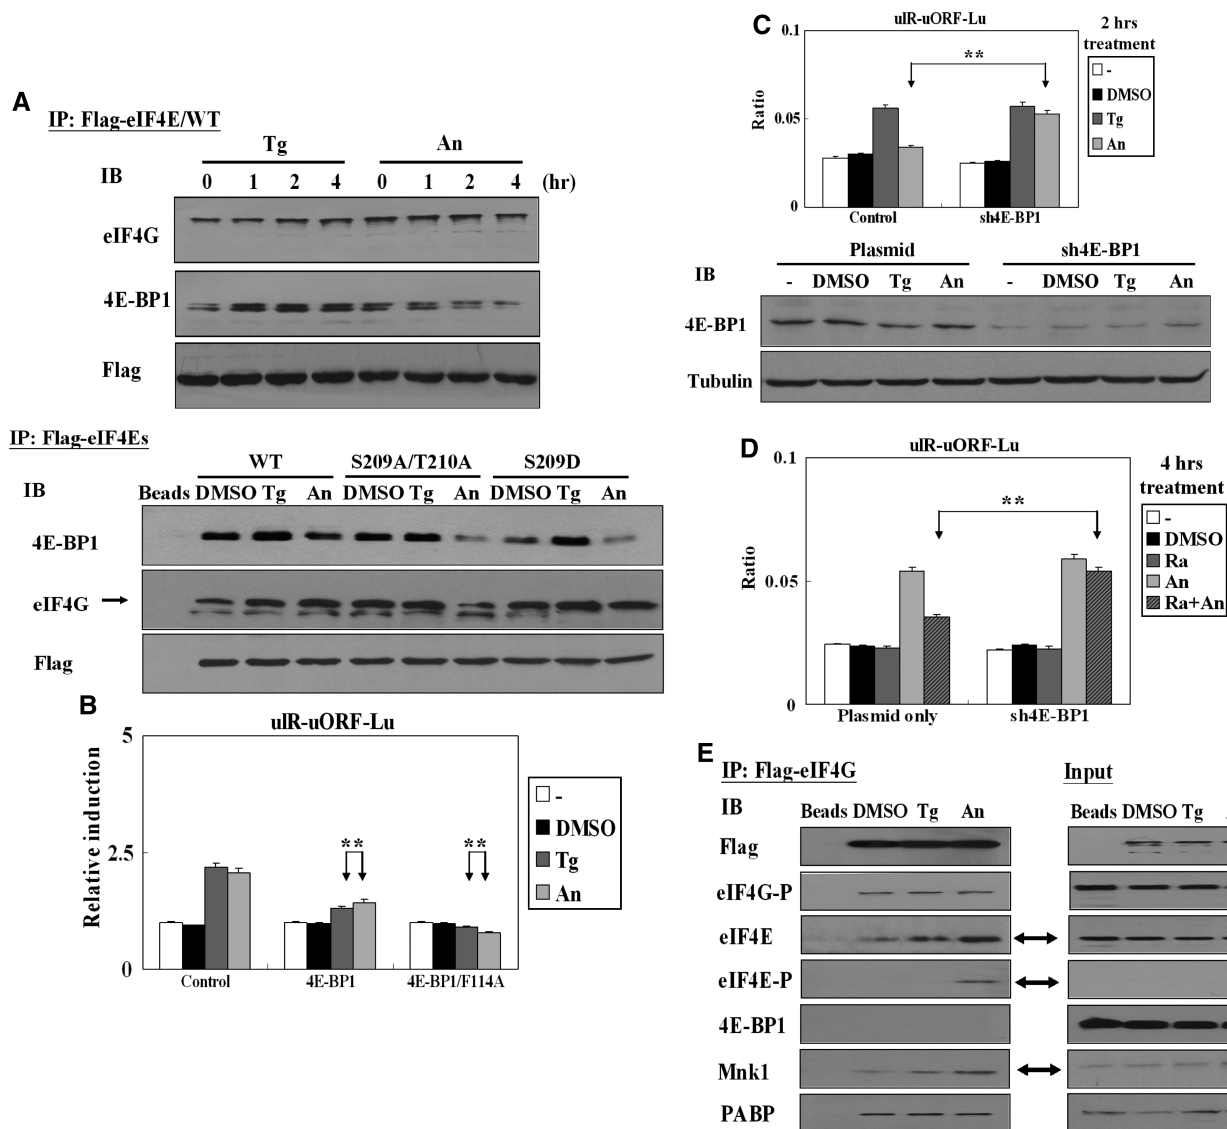 A
IP: Flag-eIF4E/WT
Tg An
IB 0 1 2 4 0 1 2 4 (hr)
eIF4G
4E-BP1
Flag
IP: Flag-eIF4Es
WT S209A/T210A S209D
IB Beads DMSO Tg An DMSO Tg An DMSO Tg An
4E-BP1
eIF4G
Flag
B
uIR-uORF-Lu
Relative induction
5
2.5
0
Control 4E-BP1 4E-BP1/F114A
** **
-
DMSO
Tg
An
C
uIR-uORF-Lu
2 hrs
treatment
Ratio
0.1
0.05
0
**
Control sh4E-BP1
-
DMSO
Tg
An
Plasmid sh4E-BP1
IB - DMSO Tg An - DMSO Tg An
4E-BP1
Tubulin
D
uIR-uORF-Lu
4 hrs
treatment
Ratio
0.1
0.05
0
**
Plasmid only sh4E-BP1
-
DMSO
Ra
An
Ra+An
E
IP: Flag-eIF4G Input
IB Beads DMSO Tg An Beads DMSO Tg
Flag
eIF4G-P
eIF4E
eIF4E-P
4E-BP1
Mnk1
PABP